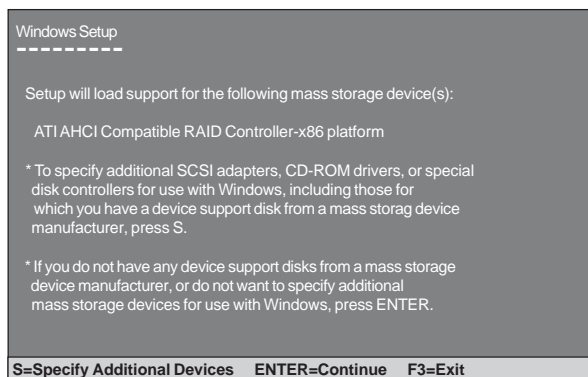 Windows Setup
Setup will load support for the following mass storage device(s):
ATI AHCI Compatible RAID Controller-x86 platform
* To specify additional SCSI adapters, CD-ROM drivers, or special
disk controllers for use with Windows, including those for
which you have a device support disk from a mass storag device
manufacturer, press S.
* If you do not have any device support disks from a mass storage
device manufacturer, or do not want to specify additional
mass storage devices for use with Windows, press ENTER.
S=Specify Additional Devices ENTER=Continue F3=Exit